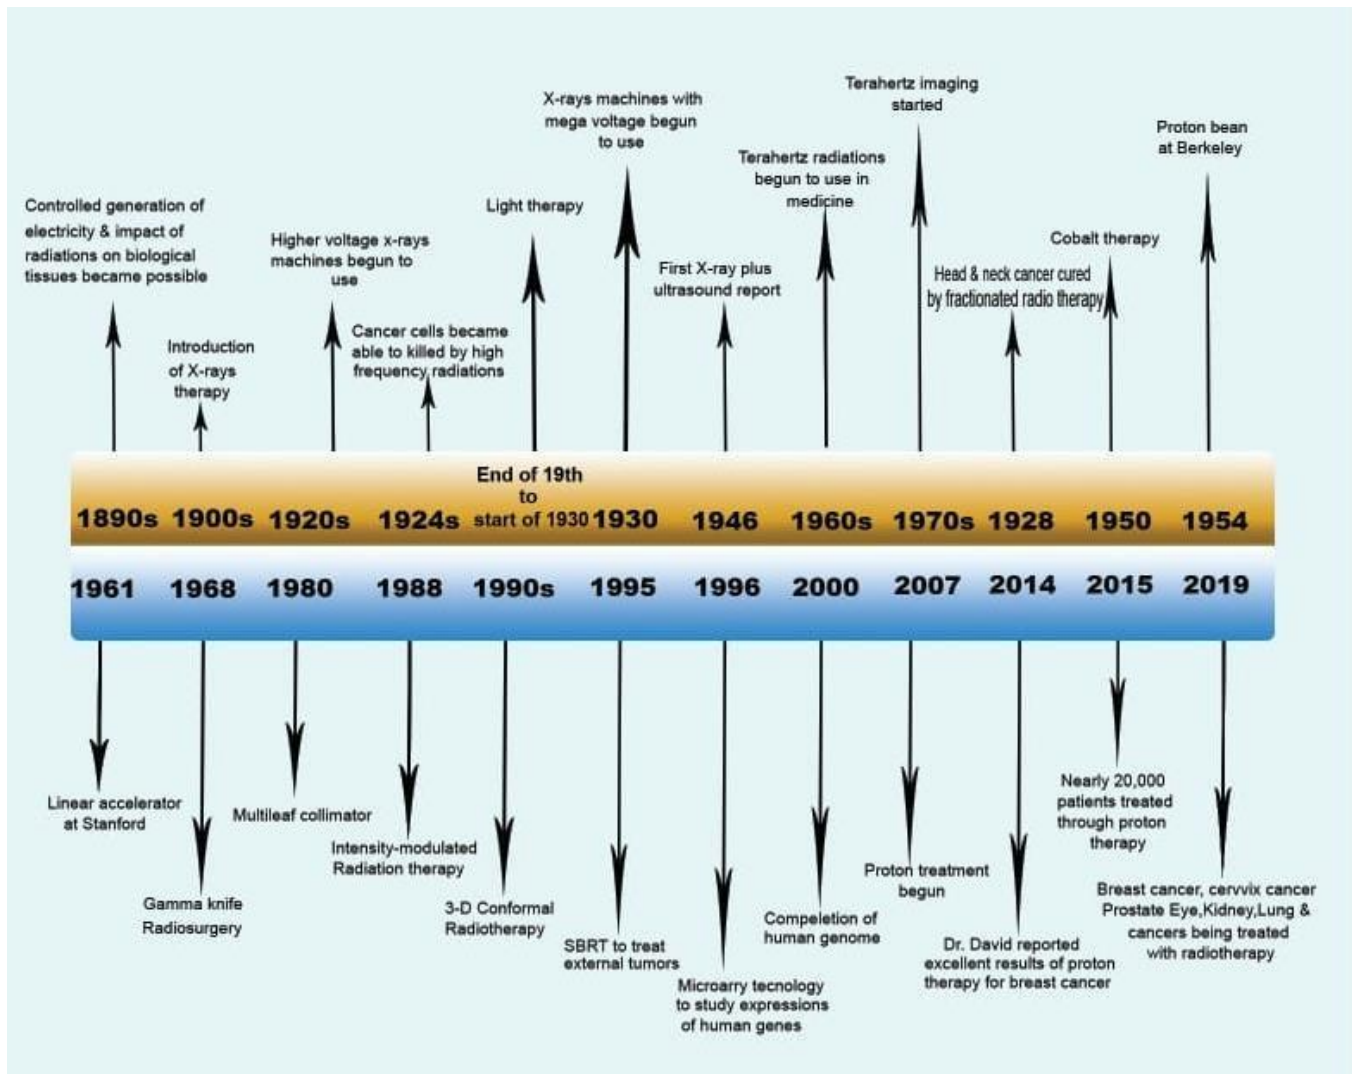 Controlled generation of
electricity & impact of
radiations on biological
tissues became possible
Introduction
of X-rays
therapy
Higher voltage x-rays
machines begun to
use
Cancer cells became
able to killed by high
frequency radiations
Light therapy
X-rays machines with
mega voltage begun
to use
First X-ray plus
ultrasound report
Terahertz radiations
begun to use in
medicine
Terahertz imaging
started
Head & neck cancer cured
by fractionated radio therapy
Cobalt therapy
Proton bean
at Berkeley
1890s 1900s 1920s 1924s
End of 19th
to
start of 1930
1930 1946 1960s 1970s 1928 1950 1954
1961 1968 1980 1988 1990s 1995 1996 2000 2007 2014 2015 2019
Linear accelerator
at Stanford
Gamma knife
Radiosurgery
Multileaf collimator
Intensity-modulated
Radiation therapy
3-D Conformal
Radiotherapy
SBRT to treat
external tumors
Microarry tecnology
to study expressions
of human genes
Compeletion of
human genome
Proton treatment
begun
Dr. David reported
excellent results of proton
therapy for breast cancer
Nearly 20,000
patients treated
through proton
therapy
Breast cancer, cervvix cancer
Prostate Eye,Kidney,Lung &
cancers being treated
with radiotherapy